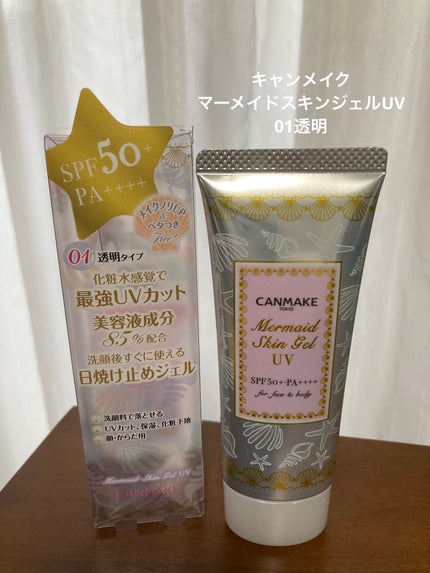 キャンメイク
マーメイドスキンジェルUV
01透明
SPF50+
PA++++
メイクノリUP
&
ベタつき
Free!
01 透明タイプ
化粧水感覚で
最強UVカット
美容液成分
85%配合
洗顔後すぐに使える
日焼け止めジェル
洗顔料で落とせる
UVカット、保湿、化粧下地
顔・からだ用
Mermaid Skin Gel UV
CANMAKE
CANMAKE
TOKYO
Mermaid
Skin Gel
UV
SPF50+・PA++++
for face & body